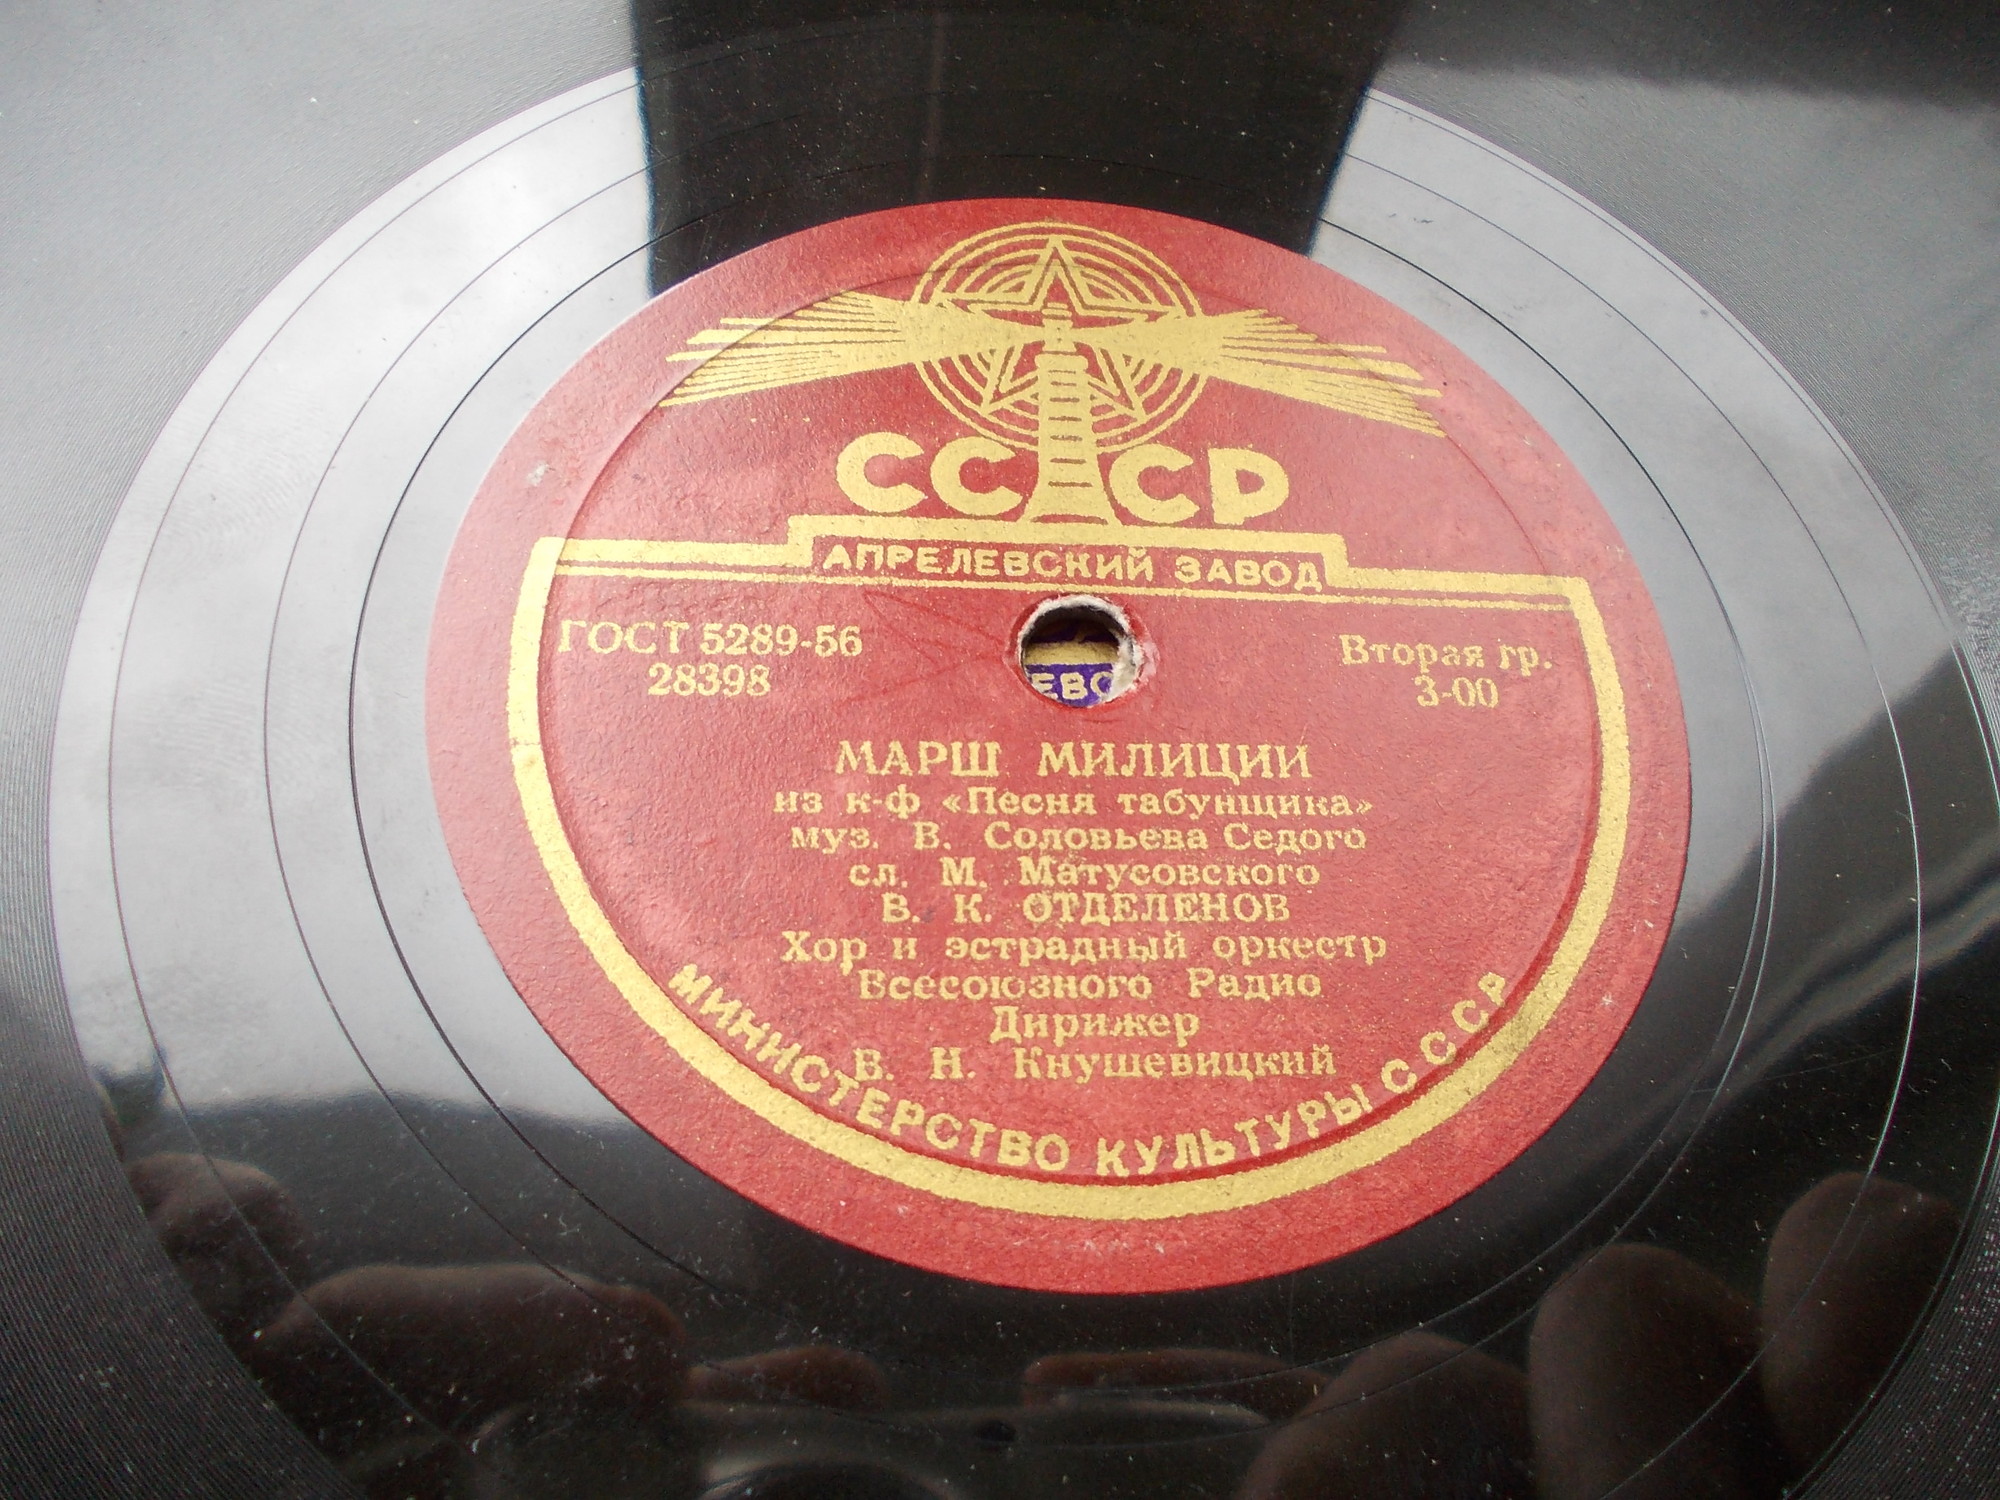 СССР
АПРЕЛЕВСКИЙ ЗАВОД
ГОСТ 5289-56
28398
Вторая гр.
3-00
ЕВС
МАРШ МИЛИЦИИ
из к-ф «Песня табунщика»
муз. В. Соловьева Седого
сл. М. Матусовского
В. К. ОТДЕЛЕНОВ
Хор и эстрадный оркестр
Всесоюзного Радио
Дирижер
В. Н. Кнушевицкий
МИНИСТЕРСТВО КУЛЬТУРЫ СССР